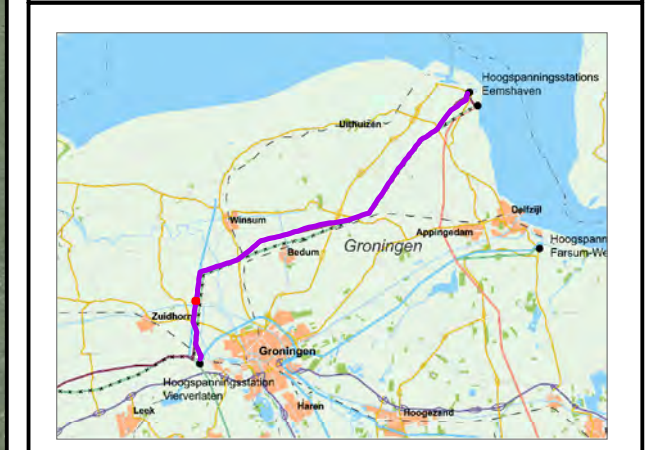 Hoogspanningsstations
Eemshaven
Uithuizen
Winsum
Delfzijl
Appingedam
Bedum
Groningen
Hoogspann
Farsum-We
Zuidhorn
Groningen
Hoogspanningsstation
Vierverlaten
Leek
Haren
Hoogezand